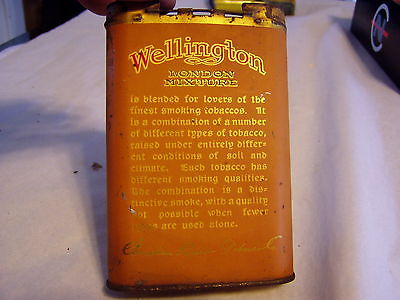 Wellington
LONDON
MIXTURE
is blended for lovers of the
finest smoking tobaccos. It
is a combination of a number
of different types of tobacco,
raised under entirely differ-
ent conditions of soil and
climate. Each tobacco has
different smoking qualities.
The combination is a dis-
tinctive smoke, with a quality
not possible when fewer
are used alone.